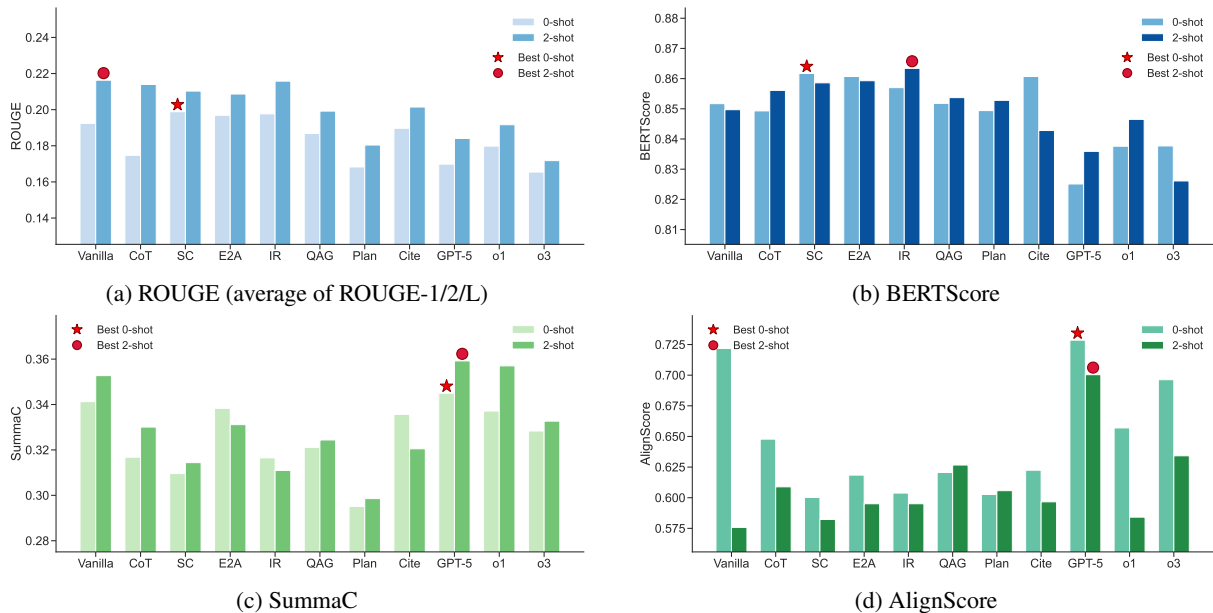 0-shot
2-shot
Best 0-shot
Best 2-shot
ROUGE
0.24
0.22
0.20
0.18
0.16
0.14
Vanilla CoT SC E2A IR QAG Plan Cite GPT-5 o1 o3
(a) ROUGE (average of ROUGE-1/2/L)
0-shot
2-shot
Best 0-shot
Best 2-shot
BERTScore
0.88
0.87
0.86
0.85
0.84
0.83
0.82
0.81
Vanilla CoT SC E2A IR QAG Plan Cite GPT-5 o1 o3
(b) BERTScore
Best 0-shot
Best 2-shot
0-shot
2-shot
SummaC
0.36
0.34
0.32
0.30
0.28
Vanilla CoT SC E2A IR QAG Plan Cite GPT-5 o1 o3
(c) SummaC
Best 0-shot
Best 2-shot
0-shot
2-shot
AlignScore
0.725
0.700
0.675
0.650
0.625
0.600
0.575
Vanilla CoT SC E2A IR QAG Plan Cite GPT-5 o1 o3
(d) AlignScore